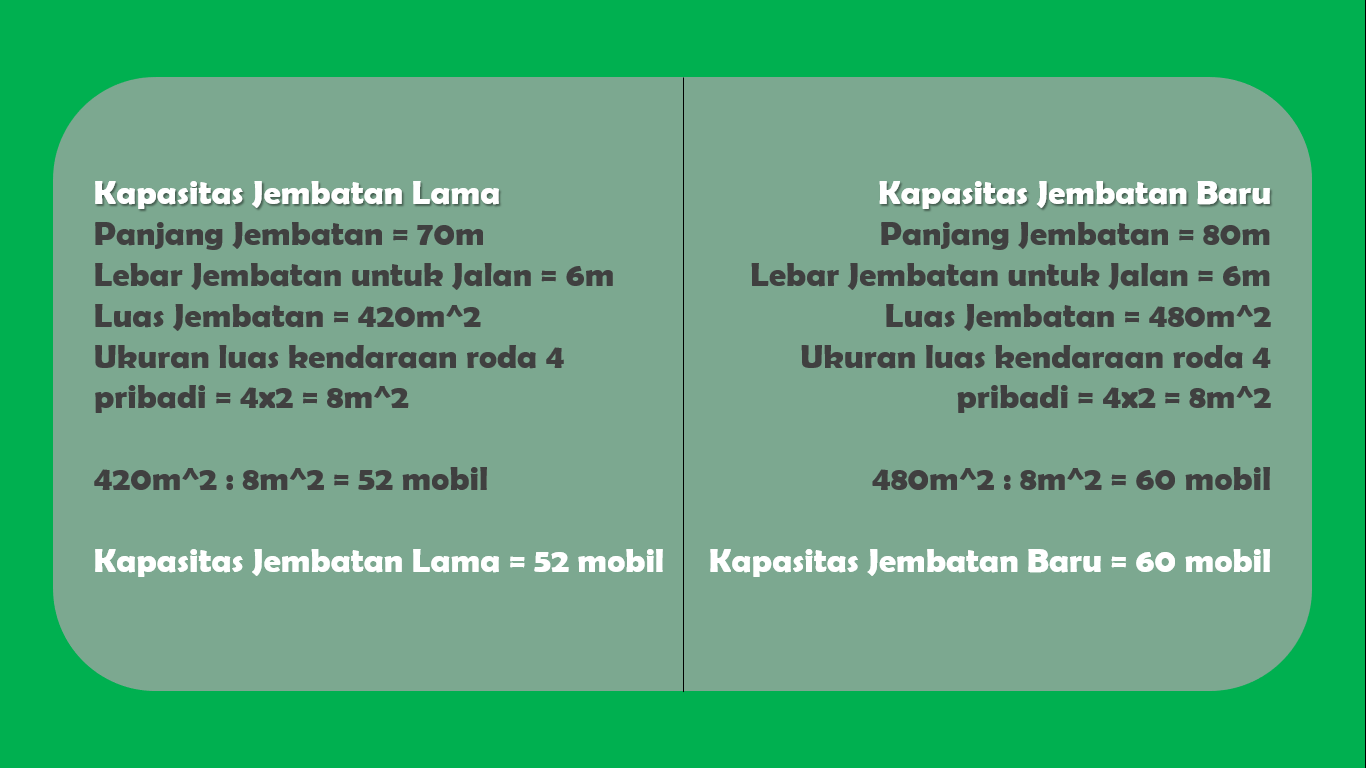 Kapasitas Jembatan Lama
Panjang Jembatan = 70m
Lebar Jembatan untuk Jalan = 6m
Luas Jembatan = 420m^2
Ukuran luas kendaraan roda 4
pribadi = 4x2 = 8m^2
420m^2 : 8m^2 = 52 mobil
Kapasitas Jembatan Lama = 52 mobil
Kapasitas Jembatan Baru
Panjang Jembatan = 80m
Lebar Jembatan untuk Jalan = 6m
Luas Jembatan = 480m^2
Ukuran luas kendaraan roda 4
pribadi = 4x2 = 8m^2
480m^2 : 8m^2 = 60 mobil
Kapasitas Jembatan Baru = 60 mobil